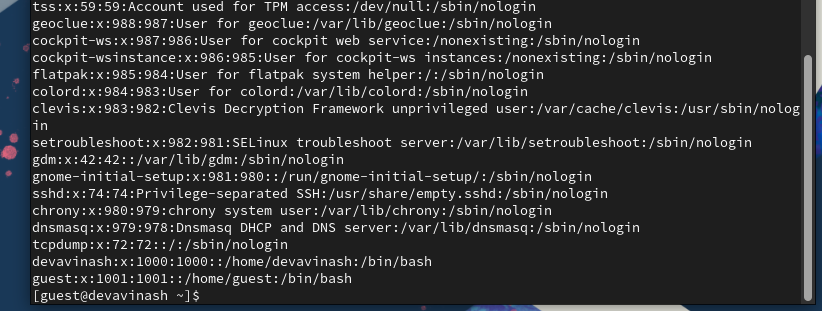 tss:x:59:59:Account used for TPM access:/dev/null:/sbin/nologin
geoclue:x:988:987:User for geoclue:/var/lib/geoclue:/sbin/nologin
cockpit-ws:x:987:986:User for cockpit web service:/nonexisting:/sbin/nologin
cockpit-wsinstance:x:986:985:User for cockpit-ws instances:/nonexisting:/sbin/nologin
flatpak:x:985:984:User for flatpak system helper:/:/sbin/nologin
colord:x:984:983:User for colord:/var/lib/colord:/sbin/nologin
clevis:x:983:982:Clevis Decryption Framework unprivileged user:/var/cache/clevis:/usr/sbin/nolog
in
setroubleshoot:x:982:981:SELinux troubleshoot server:/var/lib/setroubleshoot:/sbin/nologin
gdm:x:42:42::/var/lib/gdm:/sbin/nologin
gnome-initial-setup:x:981:980::/run/gnome-initial-setup/:/sbin/nologin
sshd:x:74:74:Privilege-separated SSH:/usr/share/empty.sshd:/sbin/nologin
chrony:x:980:979:chrony system user:/var/lib/chrony:/sbin/nologin
dnsmasq:x:979:978:Dnsmasq DHCP and DNS server:/var/lib/dnsmasq:/sbin/nologin
tcpdump:x:72:72::/:/sbin/nologin
devavinash:x:1000:1000::/home/devavinash:/bin/bash
guest:x:1001:1001::/home/guest:/bin/bash
[guest@devavinash ~]$